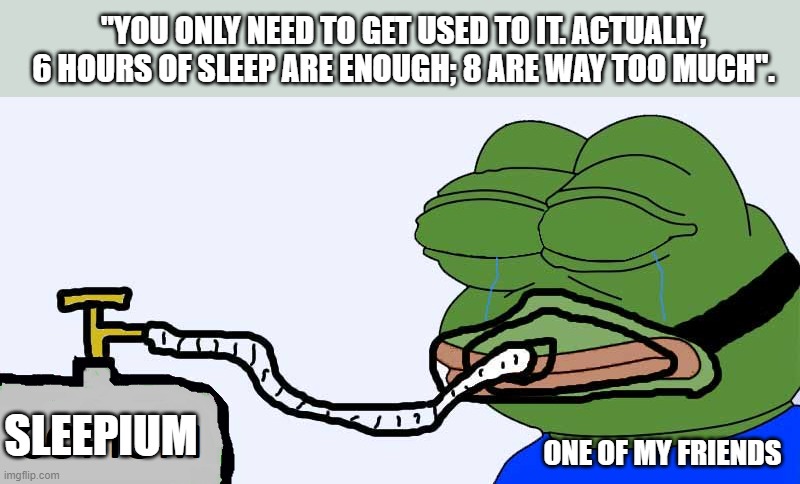 "YOU ONLY NEED TO GET USED TO IT. ACTUALLY,
6 HOURS OF SLEEP ARE ENOUGH; 8 ARE WAY TOO MUCH".
SLEEPIUM
ONE OF MY FRIENDS
imgflip.com